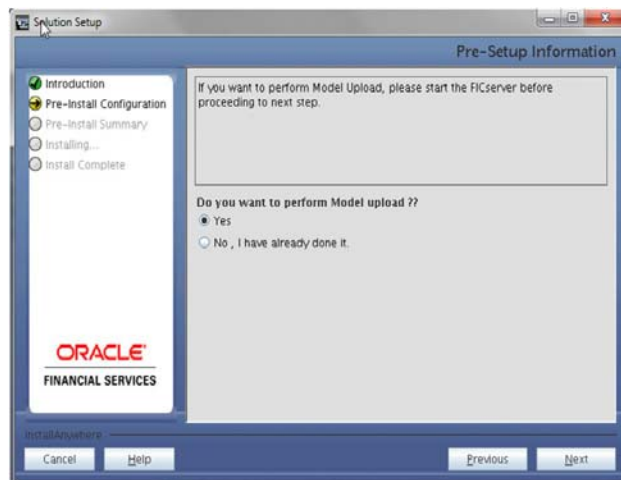 Solution Setup
Pre-Setup Information
Introduction
Pre-Install Configuration
Pre-Install Summary
Installing...
Install Complete
ORACLE
FINANCIAL SERVICES
If you want to perform Model Upload, please start the FICserver before
proceeding to next step.
Do you want to perform Model upload ??
Yes
No , I have already done it.
InstallAnywhere
Cancel
Help
Previous
Next